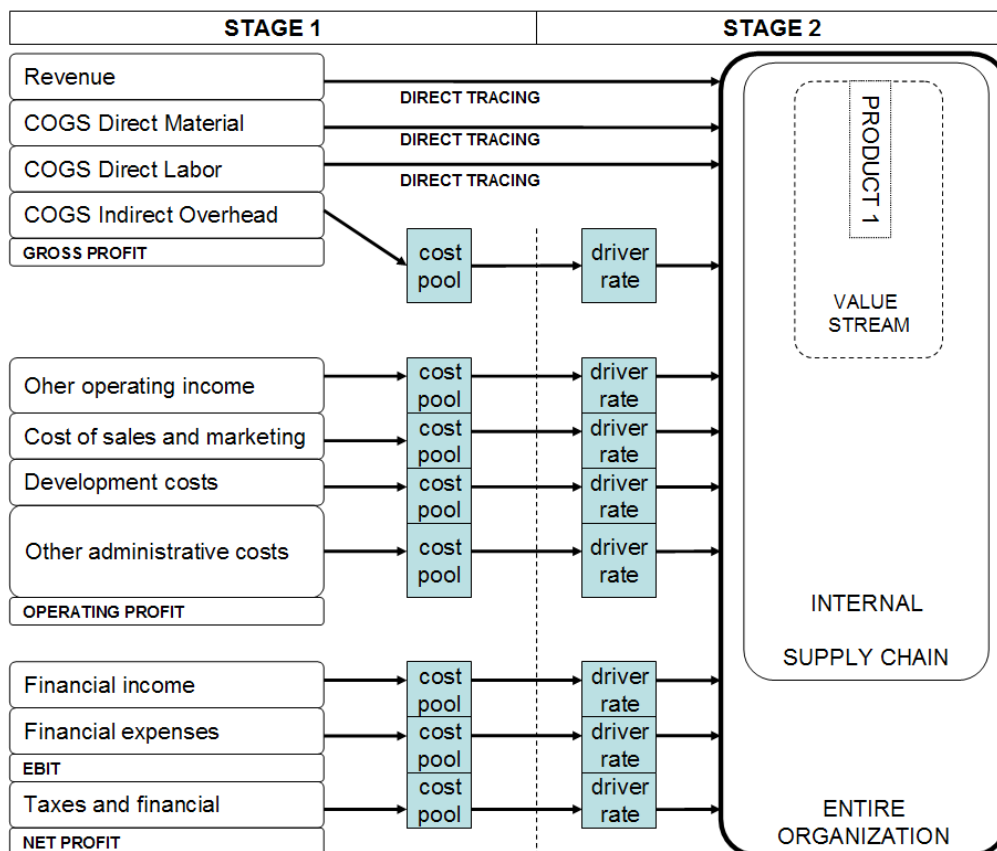 STAGE 1
STAGE 2
Revenue
DIRECT TRACING
COGS Direct Material
DIRECT TRACING
COGS Direct Labor
DIRECT TRACING
COGS Indirect Overhead
GROSS PROFIT
cost
pool
driver
rate
Oher operating income
cost
pool
driver
rate
Cost of sales and marketing
cost
pool
driver
rate
Development costs
cost
pool
driver
rate
Other administrative costs
cost
pool
driver
rate
OPERATING PROFIT
Financial income
cost
pool
driver
rate
Financial expenses
cost
pool
driver
rate
EBIT
Taxes and financial
cost
pool
driver
rate
NET PROFIT
PRODUCT 1
VALUE
STREAM
INTERNAL
SUPPLY CHAIN
ENTIRE
ORGANIZATION